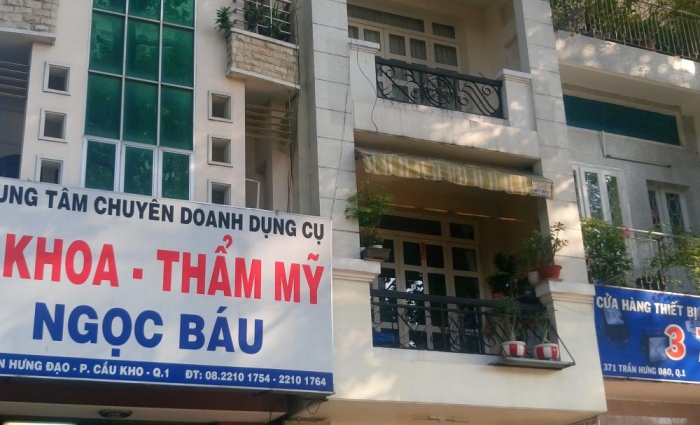 UNG TÂM CHUYÊN DOANH DỤNG CỤ
KHOA - THẨM MỸ
NGỌC BÁU
N HƯNG ĐẠO - P. CẦU KHO - Q.1
ĐT: 08.2210 1754 - 2210 1764
CỬA HÀNG THIẾT BỊ
3
371 TRẦN HƯNG ĐẠO, Q.1